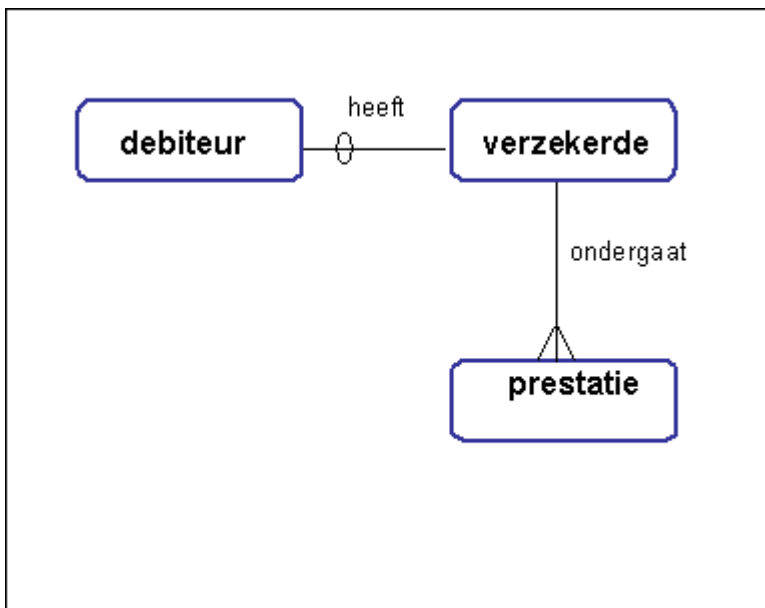 heeft
debiteur
verzekerde
ondergaat
prestatie